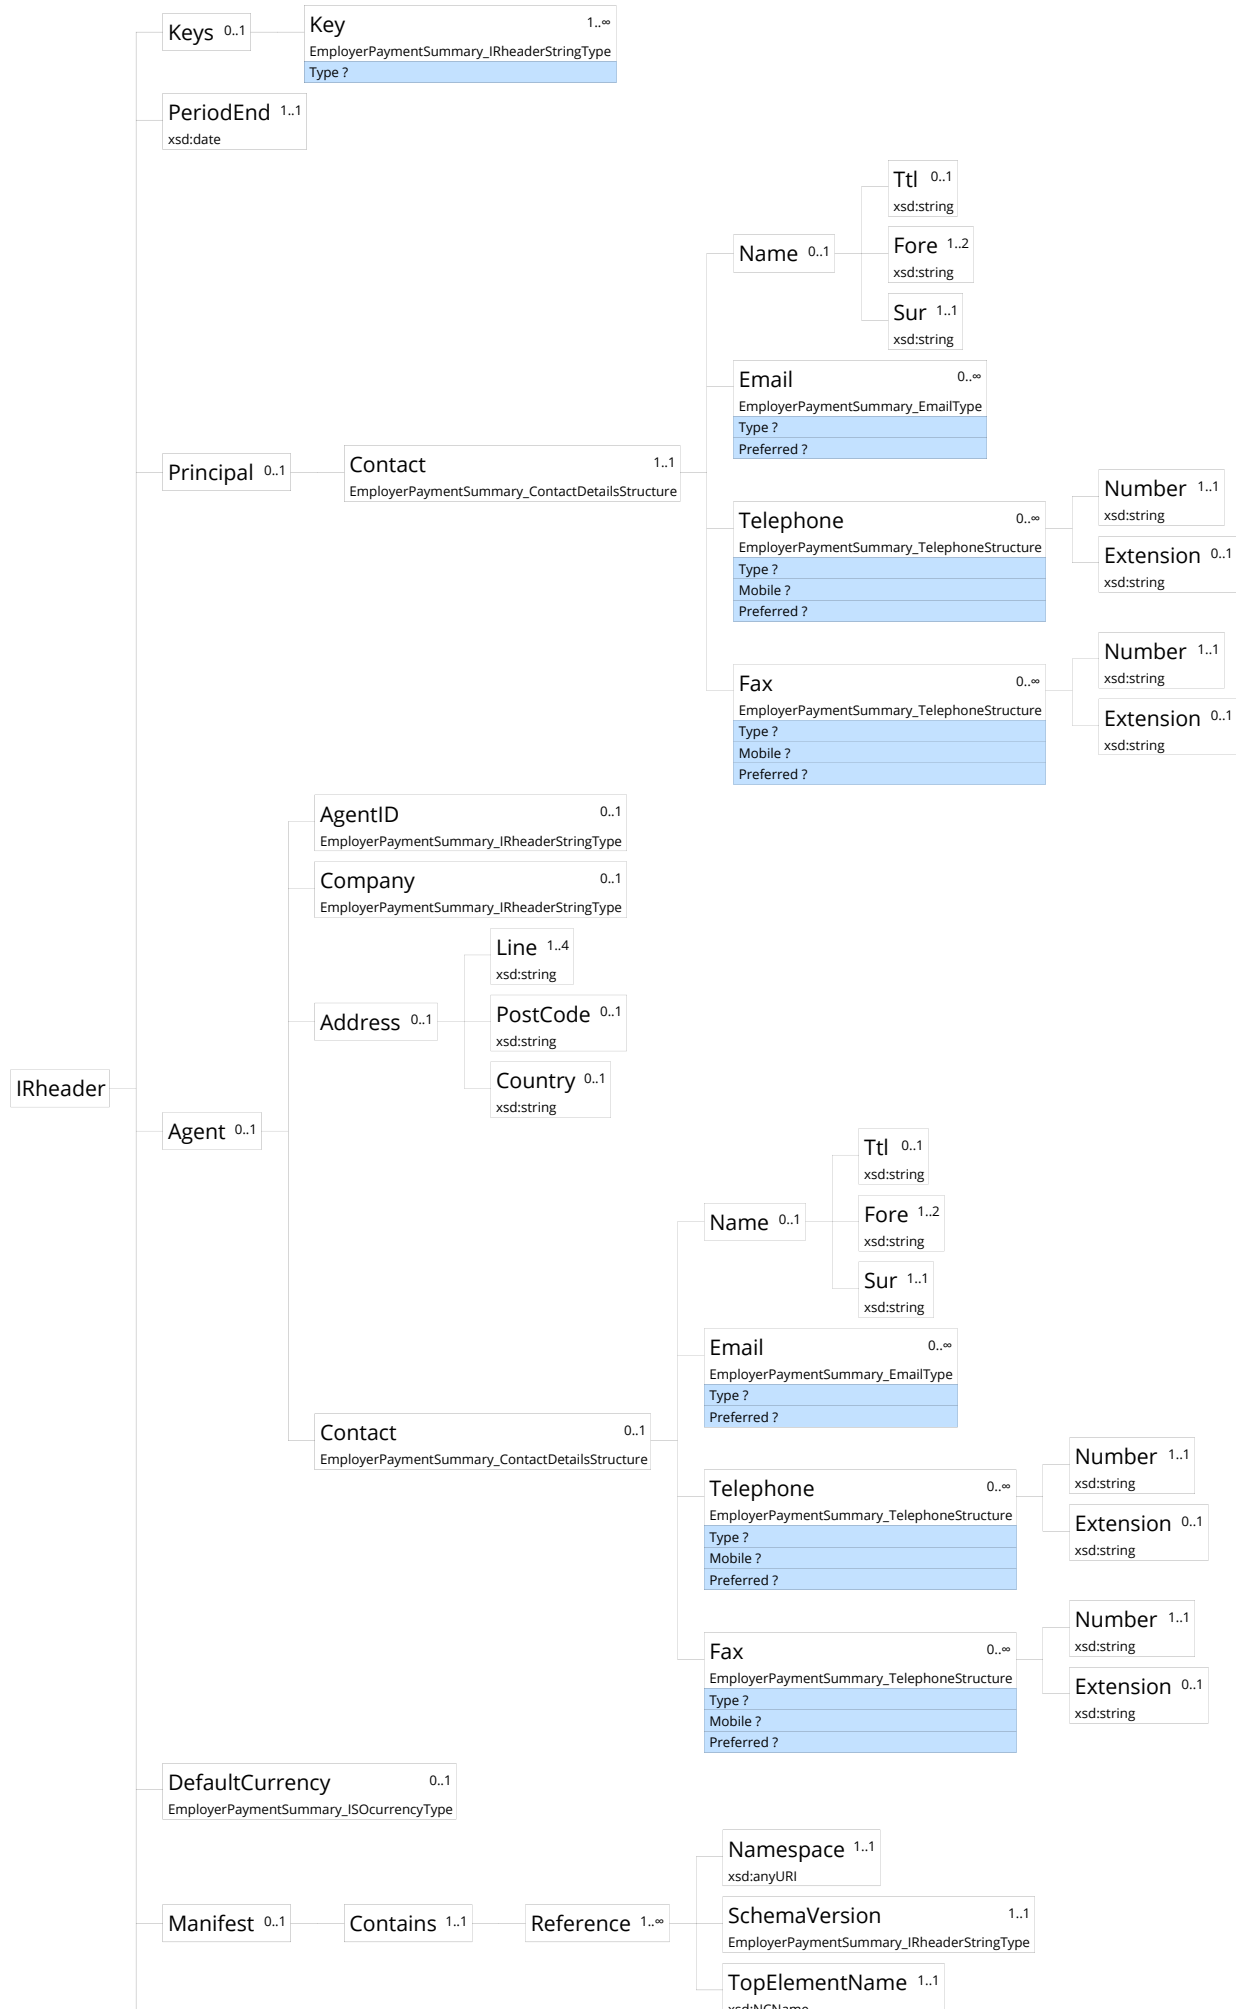 Keys 0..1
Key 1..∞
EmployerPaymentSummary_IRheaderStringType
Type ?
PeriodEnd 1..1
xsd:date
Ttl 0..1
xsd:string
Name 0..1
Fore 1..2
xsd:string
Sur 1..1
xsd:string
Email 0..∞
EmployerPaymentSummary_EmailType
Type ?
Preferred ?
Principal 0..1
Contact 1..1
EmployerPaymentSummary_ContactDetailsStructure
Telephone 0..∞
EmployerPaymentSummary_TelephoneStructure
Type ?
Mobile ?
Preferred ?
Number 1..1
xsd:string
Extension 0..1
xsd:string
Fax 0..∞
EmployerPaymentSummary_TelephoneStructure
Type ?
Mobile ?
Preferred ?
Number 1..1
xsd:string
Extension 0..1
xsd:string
AgentID 0..1
EmployerPaymentSummary_IRheaderStringType
Company 0..1
EmployerPaymentSummary_IRheaderStringType
Line 1..4
xsd:string
Address 0..1
PostCode 0..1
xsd:string
Country 0..1
xsd:string
IRheader
Agent 0..1
Ttl 0..1
xsd:string
Name 0..1
Fore 1..2
xsd:string
Sur 1..1
xsd:string
Email 0..∞
EmployerPaymentSummary_EmailType
Type ?
Preferred ?
Contact 0..1
EmployerPaymentSummary_ContactDetailsStructure
Telephone 0..∞
EmployerPaymentSummary_TelephoneStructure
Type ?
Mobile ?
Preferred ?
Number 1..1
xsd:string
Extension 0..1
xsd:string
Fax 0..∞
EmployerPaymentSummary_TelephoneStructure
Type ?
Mobile ?
Preferred ?
Number 1..1
xsd:string
Extension 0..1
xsd:string
DefaultCurrency 0..1
EmployerPaymentSummary_ISOcurrencyType
Namespace 1..1
xsd:anyURI
Manifest 0..1
Contains 1..1
Reference 1..∞
SchemaVersion 1..1
EmployerPaymentSummary_IRheaderStringType
TopElementName 1..1
xsd:NCName